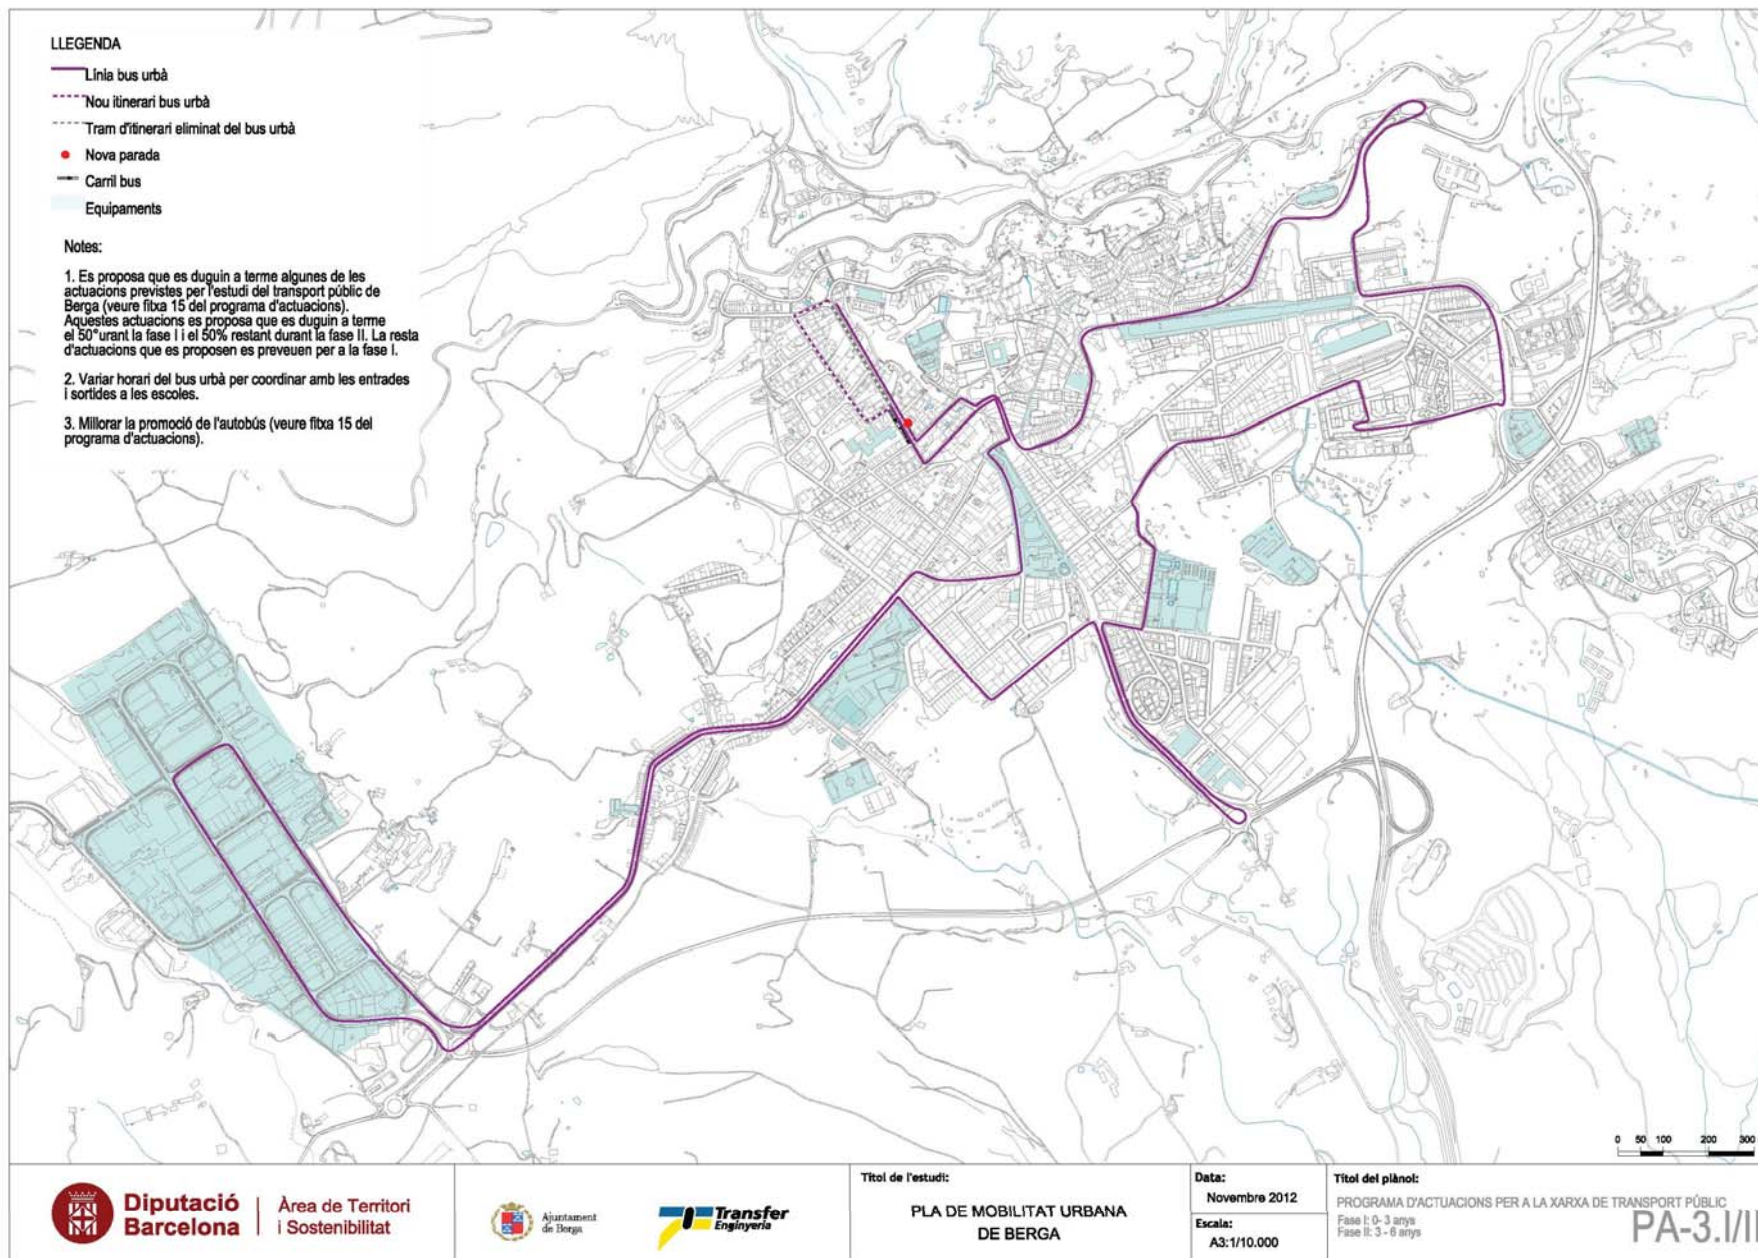 LLEGENDA
Línia bus urbà
Nou itinerari bus urbà
Tram d'itinerari eliminat del bus urbà
Nova parada
Carril bus
Equipaments
Notes:
1. Es proposa que es duguin a terme algunes de les
actuacions previstes per l'estudi del transport públic de
Berga (veure fitxa 15 del programa d'actuacions).
Aquestes actuacions es proposa que es duguin a terme
el 50°urant la fase I i el 50% restant durant la fase II. La resta
d'actuacions que es proposen es preveuen per a la fase I.
2. Variar horari del bus urbà per coordinar amb les entrades
i sortides a les escoles.
3. Millorar la promoció de l'autobús (veure fitxa 15 del
programa d'actuacions).
0 50 100 200 300
Diputació
Barcelona
Àrea de Territori
i Sostenibilitat
Ajuntament
de Berga
Transfer
Enginyeria
Títol de l'estudi:
PLA DE MOBILITAT URBANA
DE BERGA
Data:
Novembre 2012
Escala:
A3:1/10.000
Títol del plànol:
PROGRAMA D'ACTUACIONS PER A LA XARXA DE TRANSPORT PÚBLIC
Fase I: 0- 3 anys
Fase II: 3 - 6 anys
PA-3.I/II